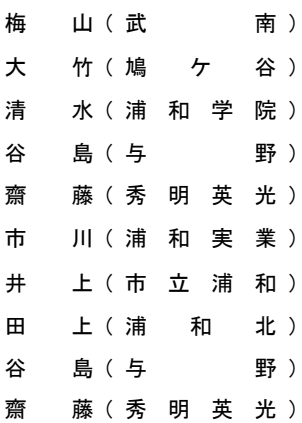 梅山(武南)
大竹(鳩ケ谷)
清水(浦和学院)
谷島(与野)
齋藤(秀明英光)
市川(浦和実業)
井上(市立浦和)
田上(浦和北)
谷島(与野)
齋藤(秀明英光)